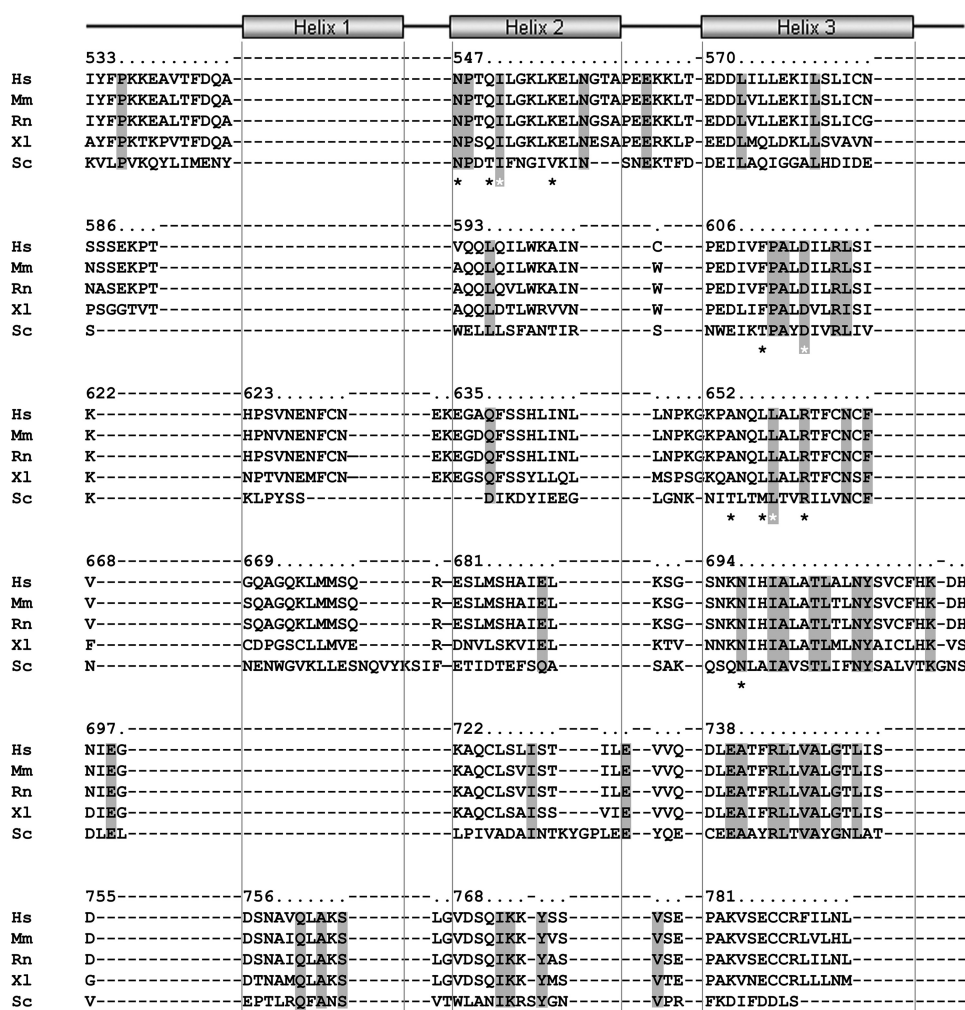 Helix 1 Helix 2 Helix 3
533..............------------547................ ......570................-----
Hs IYFPKKEAVTFDQA---------------------NPTQILGKLKELNGTAPEEKKLT-EDDLILLEKILSLICN---------
Mm IYFPKKEALTFDQA---------------------NPTQILGKLKELNGTAPEEKKLT-EDDLVLLEKILSLICN---------
Rn IYFPKKEALTFDQA---------------------NPTQILGKLKELNGSAPEEKKLT-EDDLVLLEKILSLICG---------
Xl AYFPKTKPVTFDQA---------------------NPSQILGKLKELNESAPEERKLP-EDDLMQLDKLLSVAVN---------
Sc KVLPVKQYLIMENY---------------------NPDTIFNGIVKIN---SNEKTFD-DEILAQIGGALHDIDE---------
* * * *
586....----------------------------593............-------.----606................---------
Hs SSSEKPT----------------------------VQQLQILWKAIN-------C----PEDIVFPALDILRLSI---------
Mm NSSEKPT----------------------------AQQLQILWKAIN-------W----PEDIVFPALDILRLSI---------
Rn NASEKPT----------------------------AQQLQVLWKAIN-------W----PEDIVFPALDILRLSI---------
Xl PSGGTVT----------------------------AQQLDTLWRVVN-------W----PEDLIFPALDVLRISI---------
Sc S----------------------------------WELLLSFANTIR-------S----NWEIKTPAYDIVRLIV---------
* *
622------------623..........--------..635............-------.....652................---------
Hs K--------------HPSVNENFCN--------EKEGAQFSSHLINL-------LNPKGKPANQLLALRTFCNCF---------
Mm K--------------HPNVNENFCN--------EKEGDQFSSHLINL-------LNPKGKPANQLLALRTFCNCF---------
Rn K--------------HPSVNENFCN--------EKEGDQFSSHLINL-------LNPKGKPANQLLALRTFCNCF---------
Xl K--------------NPTVNEMFCN--------EKEGSQFSSYLLQL-------MSPSGKQANLLLALRTFCNCF---------
Sc K--------------KLPYSS---------------DIKDYIEEG-------LGNK-NITLTMLTVRILVNCF---------
* * * *
668------------669...........-------.-681.......---------...-694......................-..
Hs V--------------GQAGQKLMMSQ-------R-ESLMSHAIEL---------KSG--SNKNIHIALATLALNYSVCFHK-DH
Mm V--------------SQAGQKLMMSQ-------R-ESLMSHAIEL---------KSG--SNKNIHIALATLTLNYSVCFHK-DH
Rn V--------------SQAGQKLMMSQ-------R-ESLMSHAIEL---------KSG--SNKNIHIALATLTLNYSVCFHK-DH
Xl F--------------CDPGSCLLMVE-------R-DNVLSKVIEL---------KTV--SNKNIHIALATLMLNYAICLHK-VS
Sc N--------------NENWGVKLLESNQVYKSIF-ETIDTEFSQA---------SAK--QSQNLAIAVSTLIFNYSALVTKGNS
*
697.-------------------------------722.......----...--...-738..............--------
Hs NIEG-------------------------------KAQCLSLIST----ILE--VVQ--DLEATFRLLVALGTLIS--------
Mm NIEG-------------------------------KAQCLSVIST----ILE--VVQ--DLEATFRLLVALGTLIS--------
Rn NIEG-------------------------------KAQCLSVIST----ILE--VVQ--DLEATFRLLVALGTLIS--------
Xl DIEG-------------------------------KAQCLSAISS----VIE--VVQ--DLEAIFRLLVALGTLIS--------
Sc DLEL-------------------------------LPIVADAINTKYGPLEE--YQE--CEEAAYRLTVAYGNLAT--------
755------------756.......--------..768....-...--------...--781...........-----------
Hs D--------------DSNAVQLAKS--------LGVDSQIKK-YSS--------VSE--PAKVSECCRFILNL-----------
Mm D--------------DSNAIQLAKS--------LGVDSQIKK-YVS--------VSE--PAKVSECCRLVLHL-----------
Rn D--------------DSNAIQLAKS--------LGVDSQIKK-YAS--------VSE--PAKVSECCRLILNL-----------
Xl G--------------DTNAMQLAKS--------LGVDSQIKK-YMS--------VTE--PAKVNECCRLLLNM-----------
Sc V--------------EPTLRQFANS--------VTWLANIKRSYGN--------VPR--FKDIFDDLS----------------